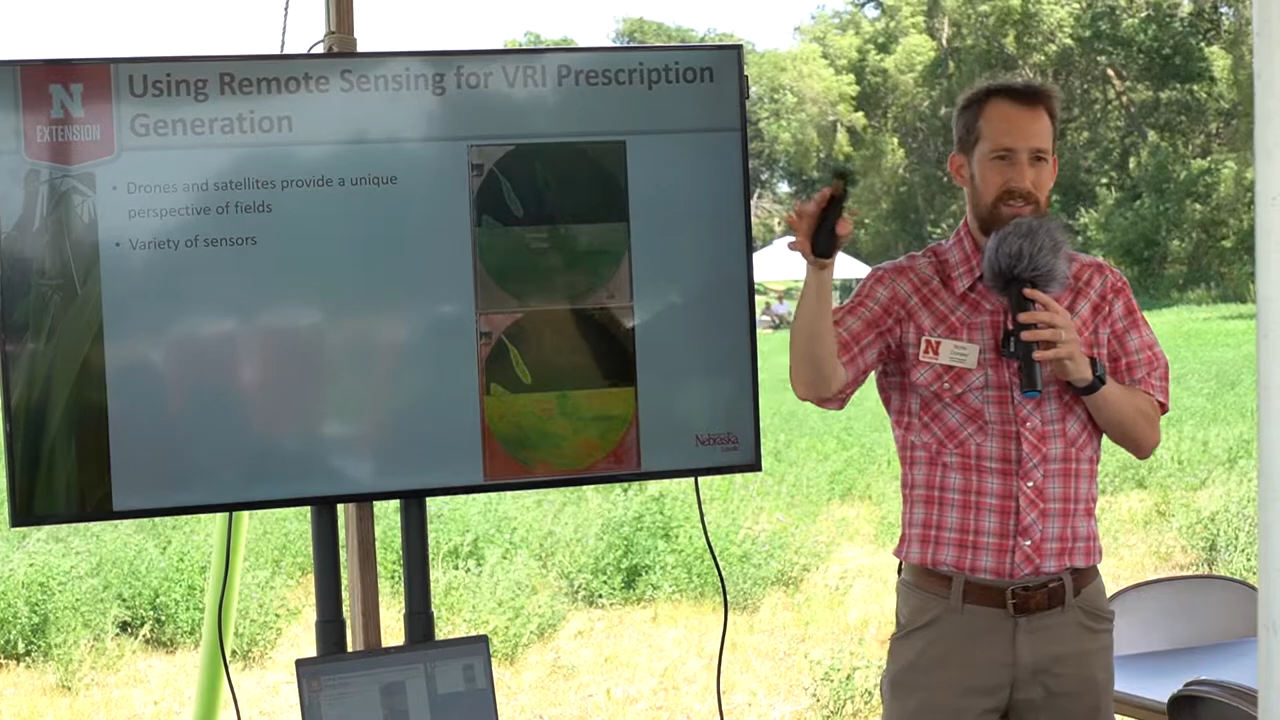 Using Remote Sensing for VRI Prescription
Generation
N
EXTENSION
• Drones and satellites provide a unique
perspective of fields
• Variety of sensors
Nebraska
Lincoln
N